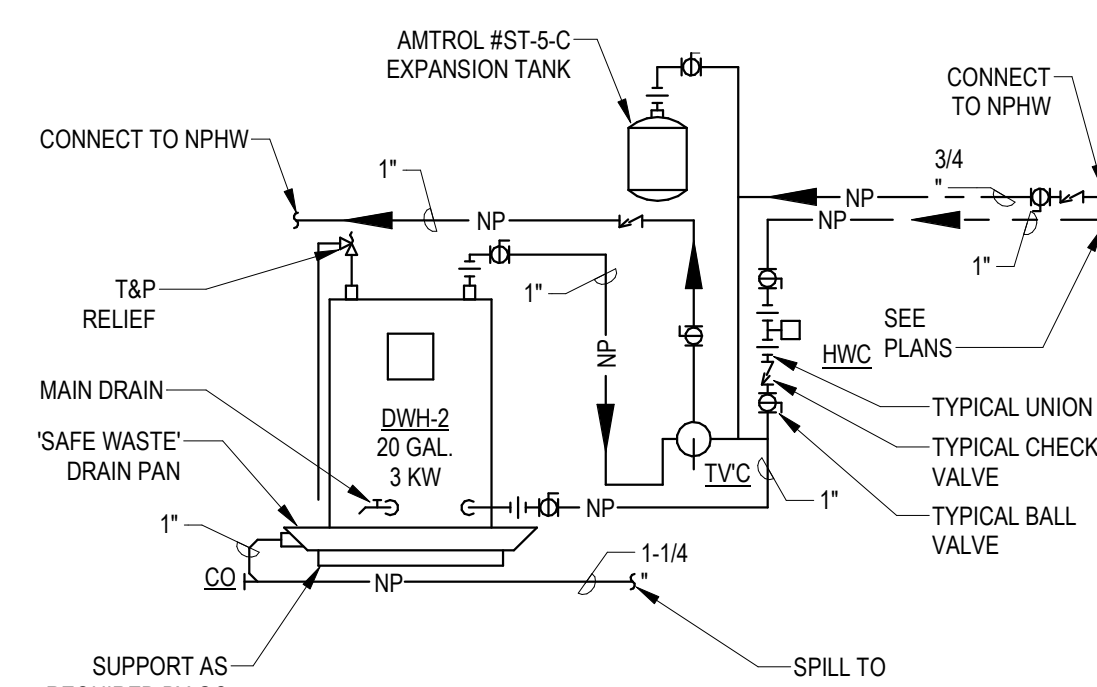 AMTROL #ST-5-C
EXPANSION TANK
CONNECT
TO NPHW
CONNECT TO NPHW
1"
3/4
"
NP
NP
NP
1"
1"
T&P
RELIEF
NP
SEE
PLANS
HWC
MAIN DRAIN
DWH-2
20 GAL.
3 KW
TYPICAL UNION
'SAFE WASTE'
DRAIN PAN
TV'C
TYPICAL CHECK
VALVE
1"
NP
1"
TYPICAL BALL
VALVE
1-1/4
"
CO
NP
SUPPORT AS
SPILL TO